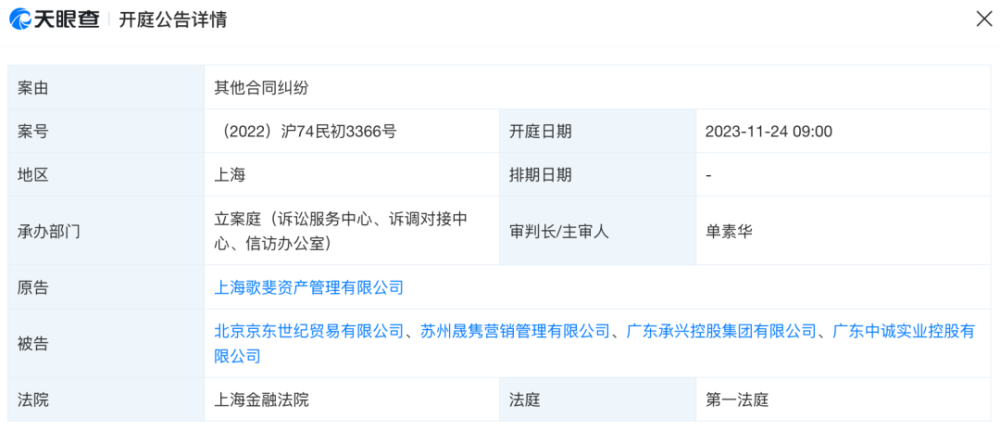 天眼查 开庭公告详情
案由 其他合同纠纷
案号 （2022）沪74民初3366号 开庭日期 2023-11-24 09:00
地区 上海 排期日期 -
承办部门 立案庭（诉讼服务中心、诉调对接中
心、信访办公室） 审判长/主审人 单素华
原告 上海歌斐资产管理有限公司
被告 北京京东世纪贸易有限公司、苏州晟隽营销管理有限公司、广东承兴控股集团有限公司、广东中诚实业控股有
限公司
法院 上海金融法院 法庭 第一法庭